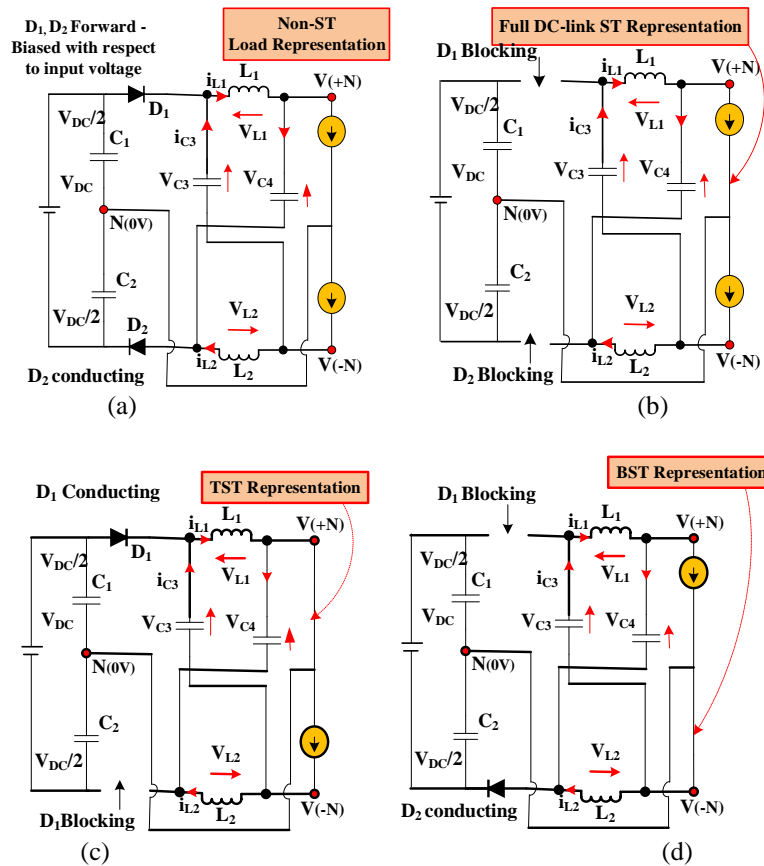 D1, D2 Forward -
Biased with respect
to input voltage
Non-ST
Load Representation
iL1
L1
V(+N)
VDC/2
D1
C1
iC3
VL1
VDC
VC3
VC4
N(0V)
C2
VL2
VDC/2
D2
iL2
L2
V(-N)
D2 conducting
(a)
Full DC-link ST Representation
D1 Blocking
iL1
L1
V(+N)
VDC/2
C1
iC3
VL1
VDC
VC3
VC4
N(0V)
C2
VL2
VDC/2
iL2
L2
V(-N)
D2 Blocking
(b)
D1 Conducting
TST Representation
iL1
L1
V(+N)
D1
VDC/2
C1
iC3
VL1
VDC
VC3
VC4
N(0V)
C2
VL2
VDC/2
iL2
L2
V(-N)
D1Blocking
(c)
BST Representation
D1 Blocking
iL1
L1
V(+N)
VDC/2
C1
iC3
VL1
VDC
VC3
VC4
N(0V)
C2
VL2
VDC/2
iL2
L2
V(-N)
D2 conducting
(d)